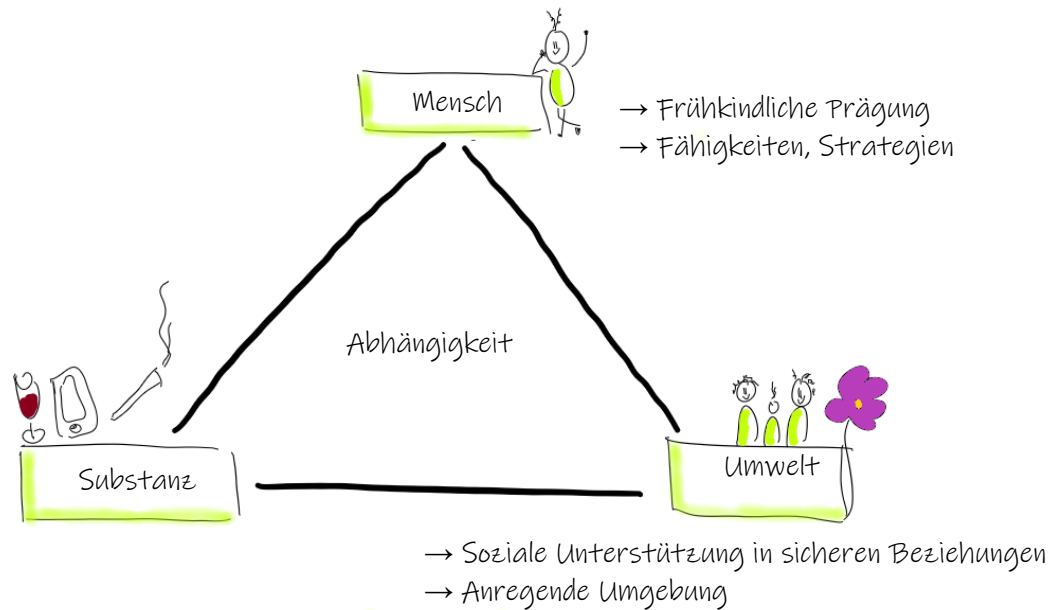 Mensch
→ Frühkindliche Prägung
→ Fähigkeiten, Strategien
Abhängigkeit
Substanz
Umwelt
→ Soziale Unterstützung in sicheren Beziehungen
→ Anregende Umgebung